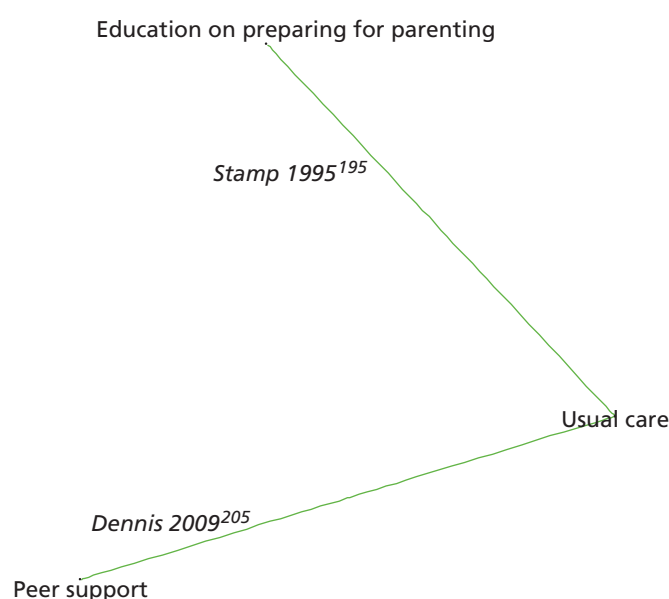 Education on preparing for parenting
Stamp 1995195
Usual care
Dennis 2009205
Peer support